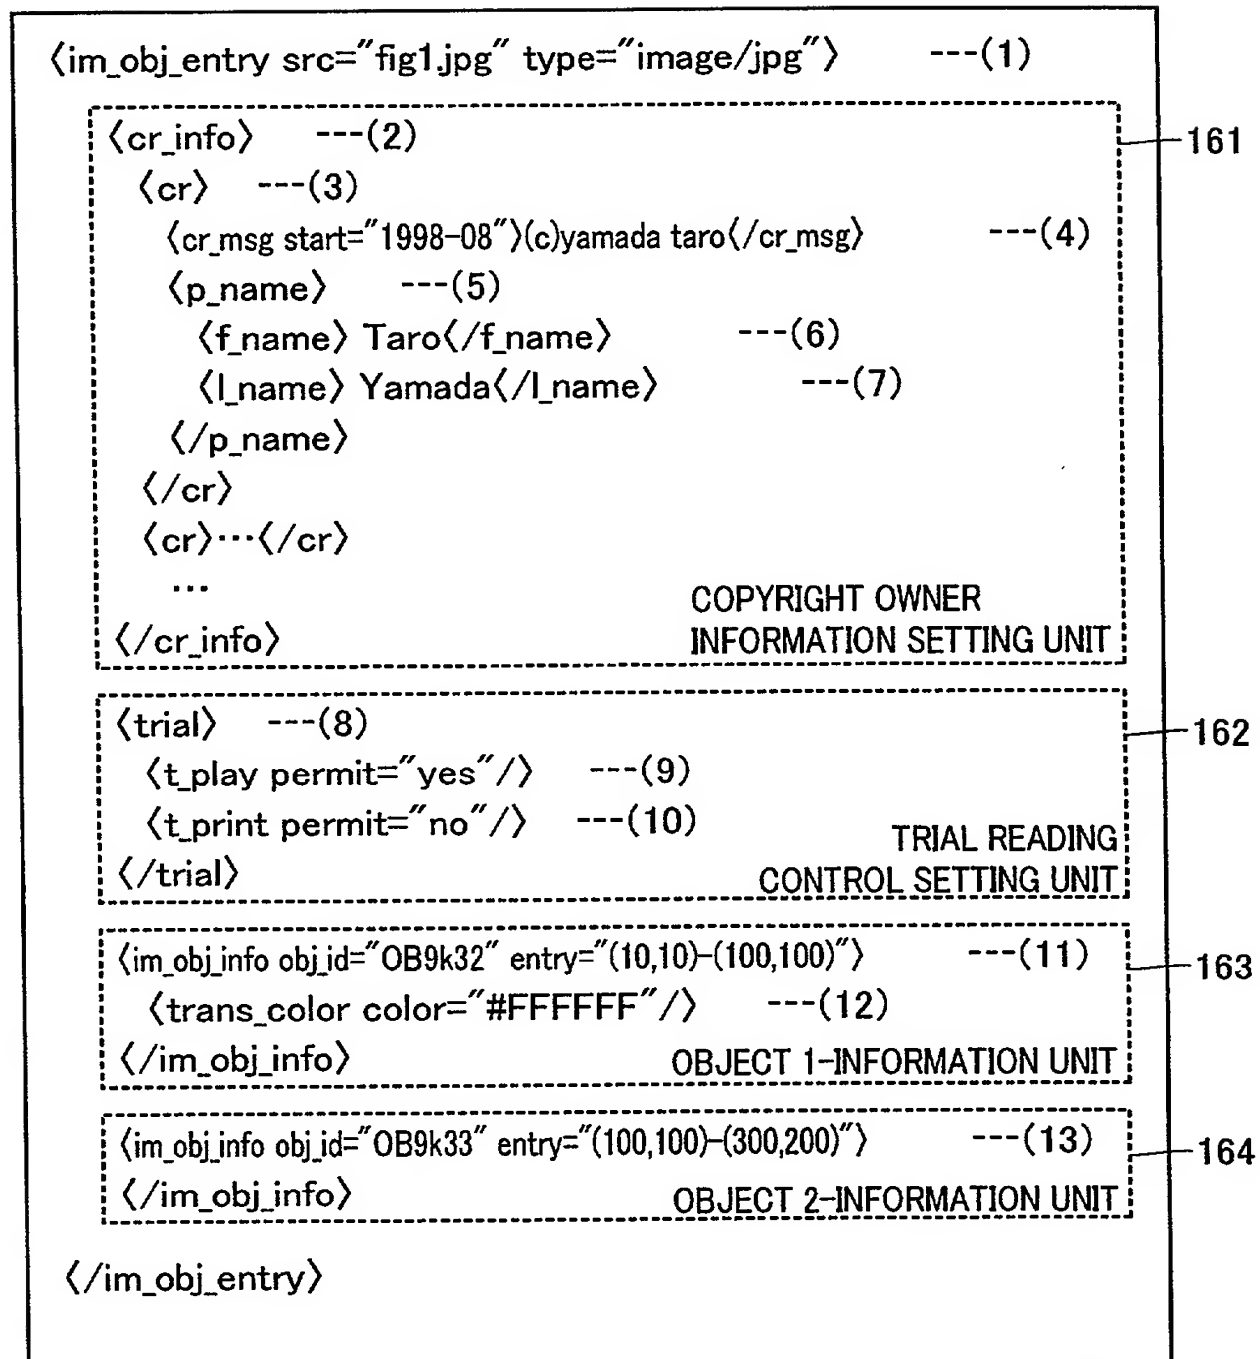 〈im_obj_entry src="fig1.jpg" type="image/jpg"〉 ---(1)
〈cr_info〉 ---(2)
161
〈cr〉 ---(3)
〈cr_msg start="1998-08"〉(c)yamada taro〈/cr_msg〉 ---(4)
〈p_name〉 ---(5)
〈f_name〉 Taro〈/f_name〉 ---(6)
〈l_name〉 Yamada〈/l_name〉 ---(7)
〈/p_name〉
〈/cr〉
〈cr〉…〈/cr〉
…
COPYRIGHT OWNER
〈/cr_info〉 INFORMATION SETTING UNIT
〈trial〉 ---(8)
162
〈t_play permit="yes"/〉 ---(9)
〈t_print permit="no"/〉 ---(10)
TRIAL READING
〈/trial〉 CONTROL SETTING UNIT
〈im_obj_info obj_id="OB9k32" entry="(10,10)-(100,100)"〉 ---(11)
163
〈trans_color color="#FFFFFF"/〉 ---(12)
〈/im_obj_info〉 OBJECT 1-INFORMATION UNIT
〈im_obj_info obj_id="OB9k33" entry="(100,100)-(300,200)"〉 ---(13)
164
〈/im_obj_info〉 OBJECT 2-INFORMATION UNIT
〈/im_obj_entry〉